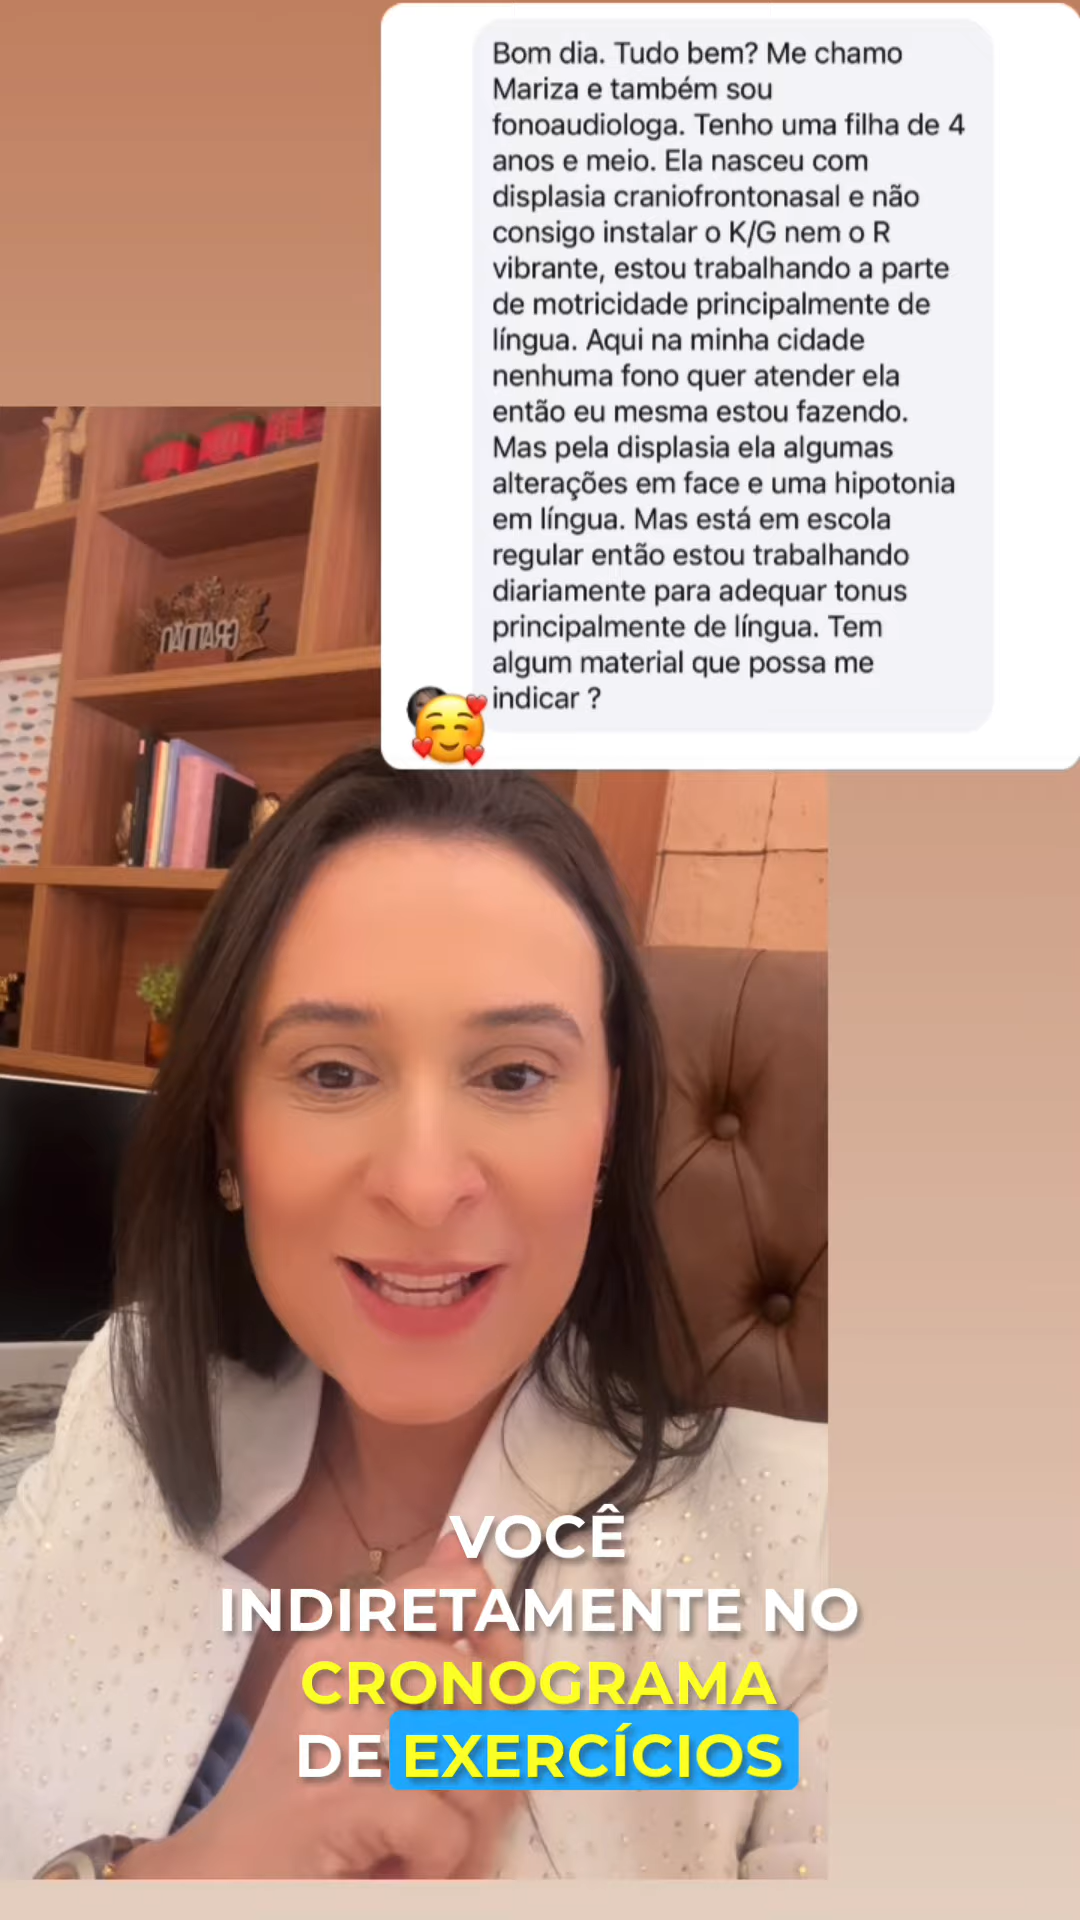 Bom dia. Tudo bem? Me chamo
Mariza e também sou
fonoaudiologa. Tenho uma filha de 4
anos e meio. Ela nasceu com
displasia craniofrontonasal e não
consigo instalar o K/G nem o R
vibrante, estou trabalhando a parte
de motricidade principalmente de
língua. Aqui na minha cidade
nenhuma fono quer atender ela
então eu mesma estou fazendo.
Mas pela displasia ela algumas
alterações em face e uma hipotonia
em língua. Mas está em escola
regular então estou trabalhando
diariamente para adequar tonus
principalmente de língua. Tem
algum material que possa me
indicar ?
GRATIDÃO
VOCÊ
INDIRETAMENTE NO
CRONOGRAMA
DE EXERCÍCIOS